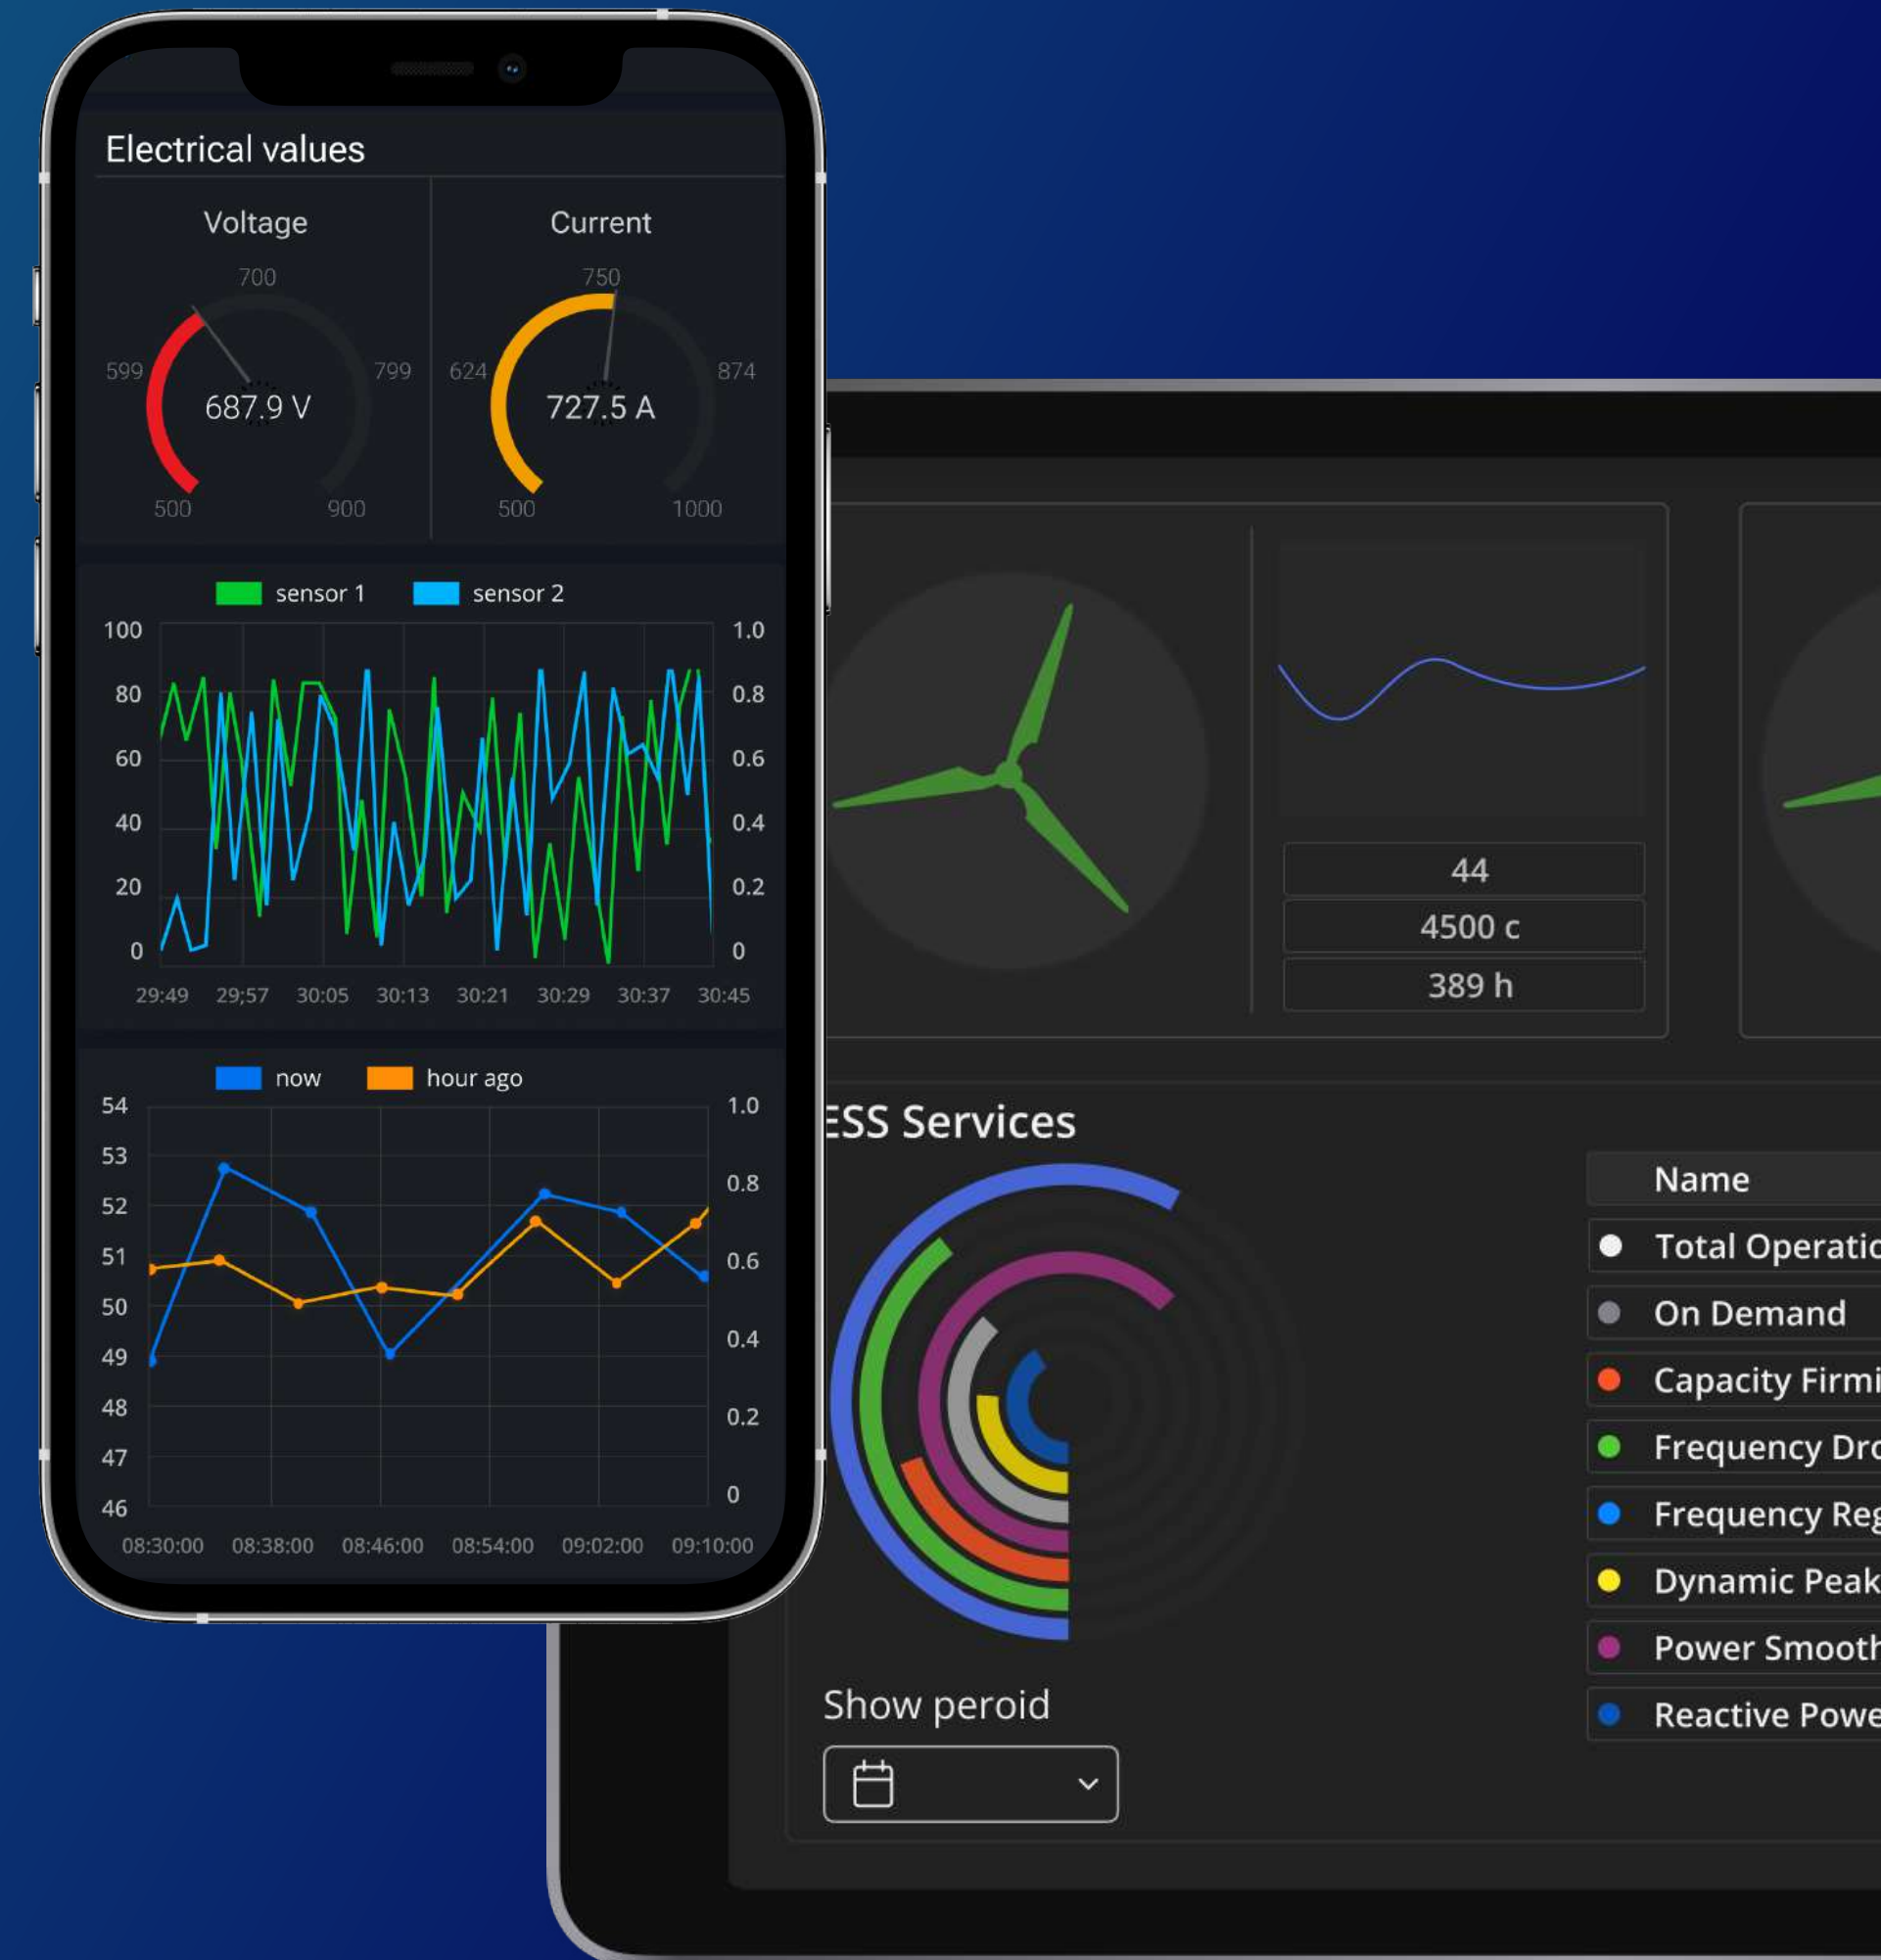 Electrical values
Voltage
Current
700
750
599
799
624
874
687.9 V
727.5 A
500
900
500
1000
sensor 1
sensor 2
100
1.0
80
0.8
60
0.6
40
0.4
20
0.2
0
0
29:49
29;57
30:05
30:13
30:21
30:29
30:37
30:45
now
hour ago
54
1.0
53
52
0.8
51
0.6
50
49
0.4
48
0.2
47
46
0
08:30:00
08:38:00
08:46:00
08:54:00
09:02:00
09:10:00
44
4500 c
389 h
ESS Services
Name
Total Operatio
On Demand
Capacity Firmi
Frequency Dro
Frequency Reg
Dynamic Peak
Power Smooth
Reactive Powe
Show peroid